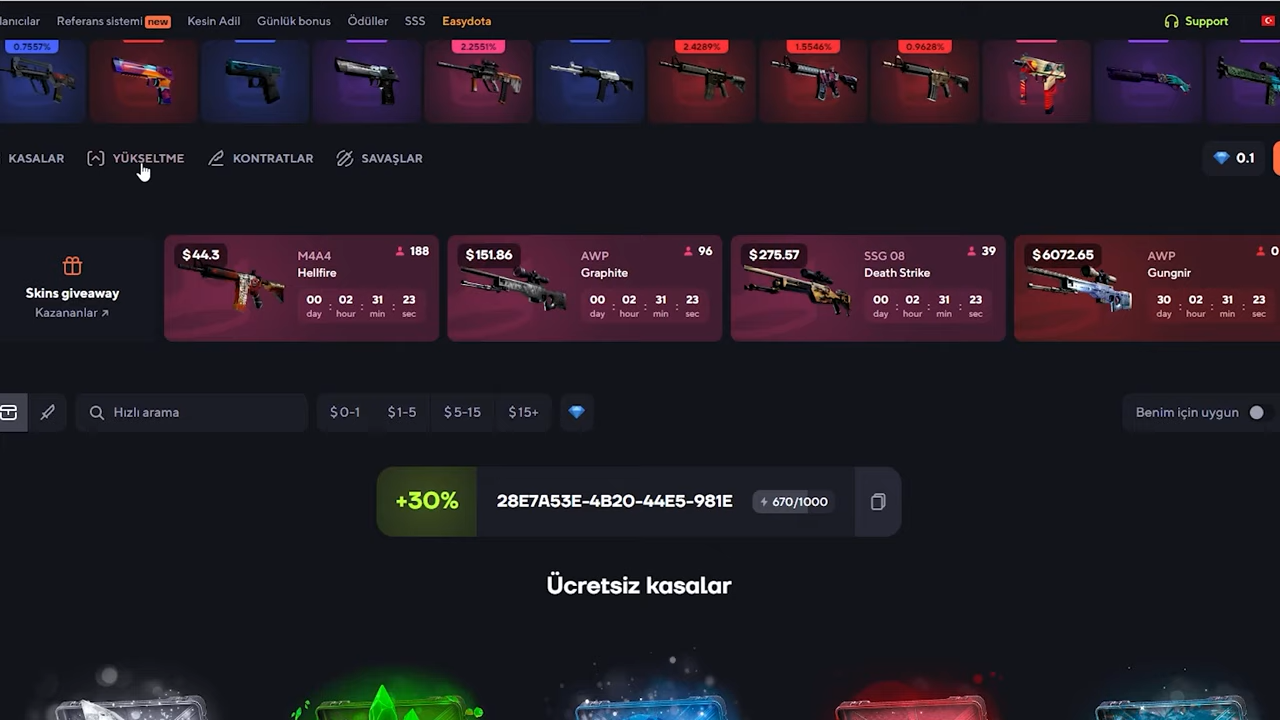 Referans sistemi new Kesin Adil Günlük bonus Ödüller SSS Easydota Support
0.7557% 2.2551% 2.4289% 1.5546% 0.9628%
KASALAR YÜKSELTME KONTRATLAR SAVAŞLAR 0.1
Skins giveaway
Kazananlar ↗
$44.3 M4A4 188
Hellfire
00 : 02 : 31 : 23
day hour min sec
$151.86 AWP 96
Graphite
00 : 02 : 31 : 23
day hour min sec
$275.57 SSG 08 39
Death Strike
00 : 02 : 31 : 23
day hour min sec
$6072.65 AWP 0
Gungnir
30 : 02 : 31 : 23
day hour min sec
Hızlı arama $0-1 $1-5 $5-15 $15+ Benim için uygun
+30% 28E7A53E-4B20-44E5-981E 670/1000
Ücretsiz kasalar